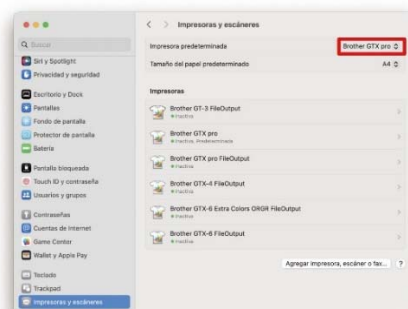 Impresoras y escáneres
Buscar
Siri y Spotlight
Privacidad y seguridad
Escritorio y Dock
Pantallas
Fondo de pantalla
Protector de pantalla
Batería
Pantalla bloqueada
Touch ID y contraseña
Usuarios y grupos
Contraseñas
Cuentas de Internet
Game Center
Wallet y Apple Pay
Teclado
Trackpad
Impresoras y escáneres
Impresora predeterminada
Brother GTX pro
Tamaño del papel predeterminado
A4
Impresoras
Brother GT-3 FileOutput
Inactiva
Brother GTX pro
Inactiva, Predeterminada
Brother GTX pro FileOutput
Inactiva
Brother GTX-4 FileOutput
Inactiva
Brother GTX-6 Extra Colors ORGR FileOutput
Inactiva
Brother GTX-6 FileOutput
Inactiva
Agregar impresora, escáner o fax...
?